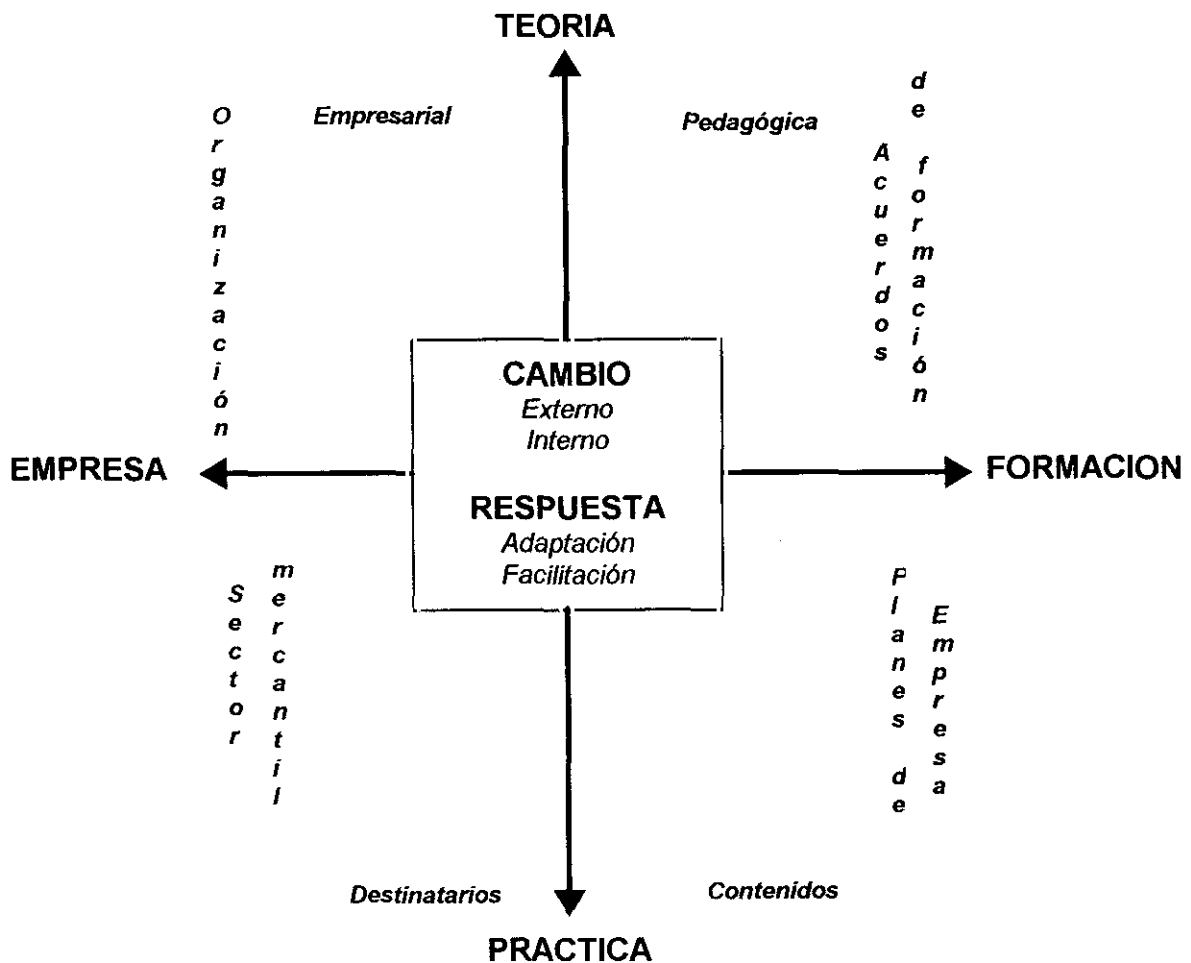 TEORIA
Empresarial
Pedagógica
Organización
Acuerdos
de formación
CAMBIO
Externo
Interno
EMPRESA
FORMACION
RESPUESTA
Adaptación
Facilitación
Sector
mercantil
Planes de
Empresa
Destinatarios
Contenidos
PRACTICA